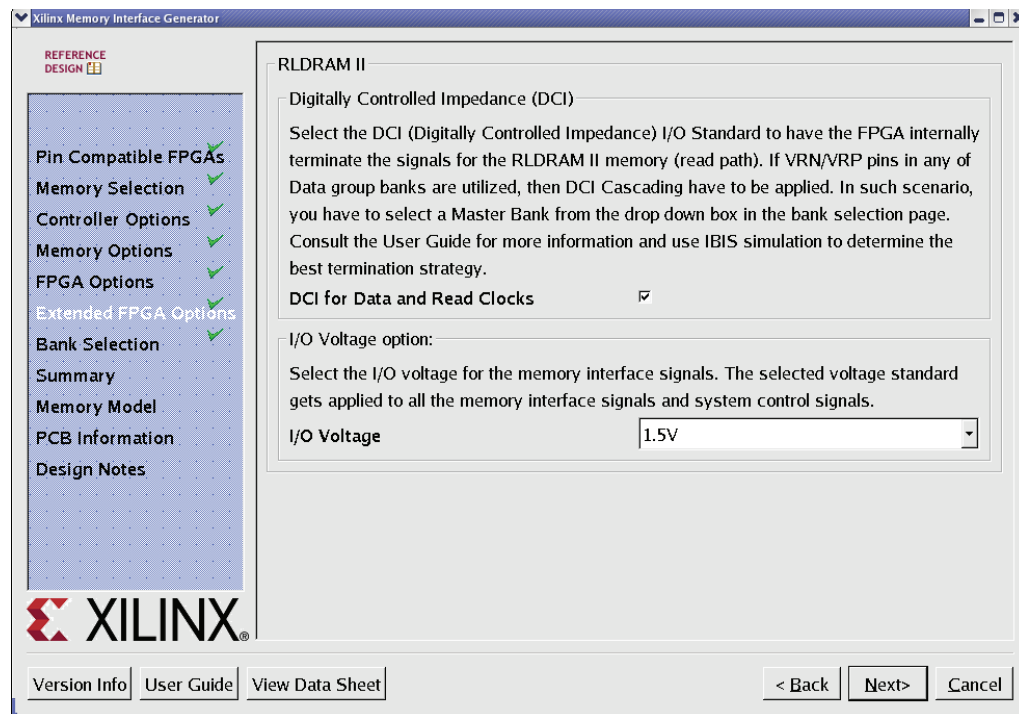 Xilinx Memory Interface Generator
REFERENCE
DESIGN
Pin Compatible FPGAs
Memory Selection
Controller Options
Memory Options
FPGA Options
Extended FPGA Options
Bank Selection
Summary
Memory Model
PCB Information
Design Notes
XILINX®
RLDRAM II
Digitally Controlled Impedance (DCI)
Select the DCI (Digitally Controlled Impedance) I/O Standard to have the FPGA internally
terminate the signals for the RLDRAM II memory (read path). If VRN/VRP pins in any of
Data group banks are utilized, then DCI Cascading have to be applied. In such scenario,
you have to select a Master Bank from the drop down box in the bank selection page.
Consult the User Guide for more information and use IBIS simulation to determine the
best termination strategy.
DCI for Data and Read Clocks
I/O Voltage option:
Select the I/O voltage for the memory interface signals. The selected voltage standard
gets applied to all the memory interface signals and system control signals.
I/O Voltage 1.5V
Version Info User Guide View Data Sheet < Back Next> Cancel